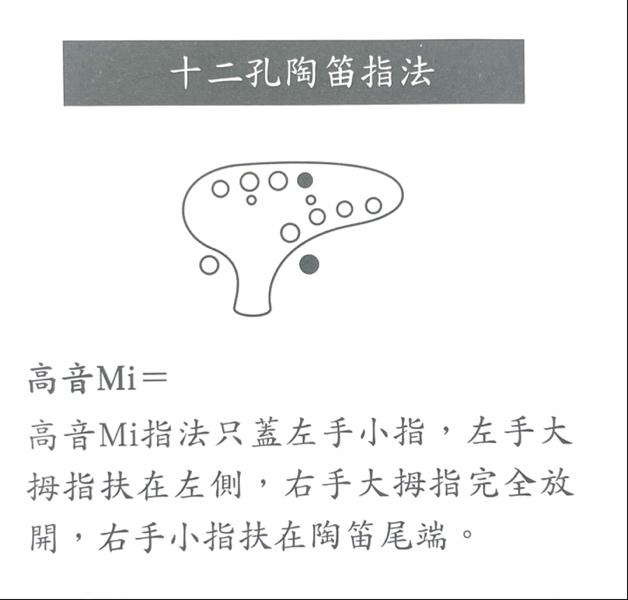 十二孔陶笛指法
高音Mi＝
高音Mi指法只蓋左手小指，左手大
拇指扶在左側，右手大拇指完全放
開，右手小指扶在陶笛尾端。